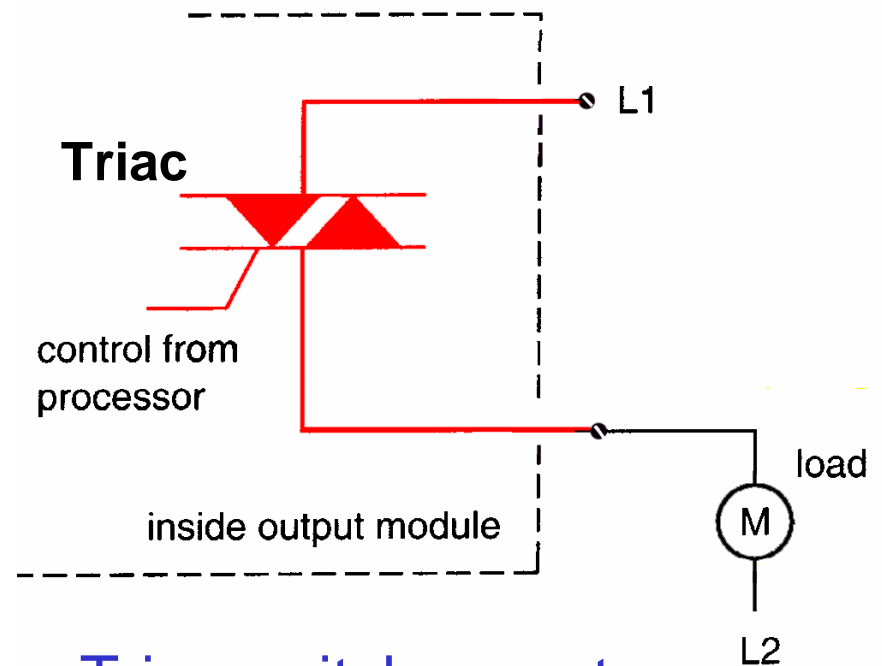 L1
Triac
control from
processor
load
M
inside output module
L2